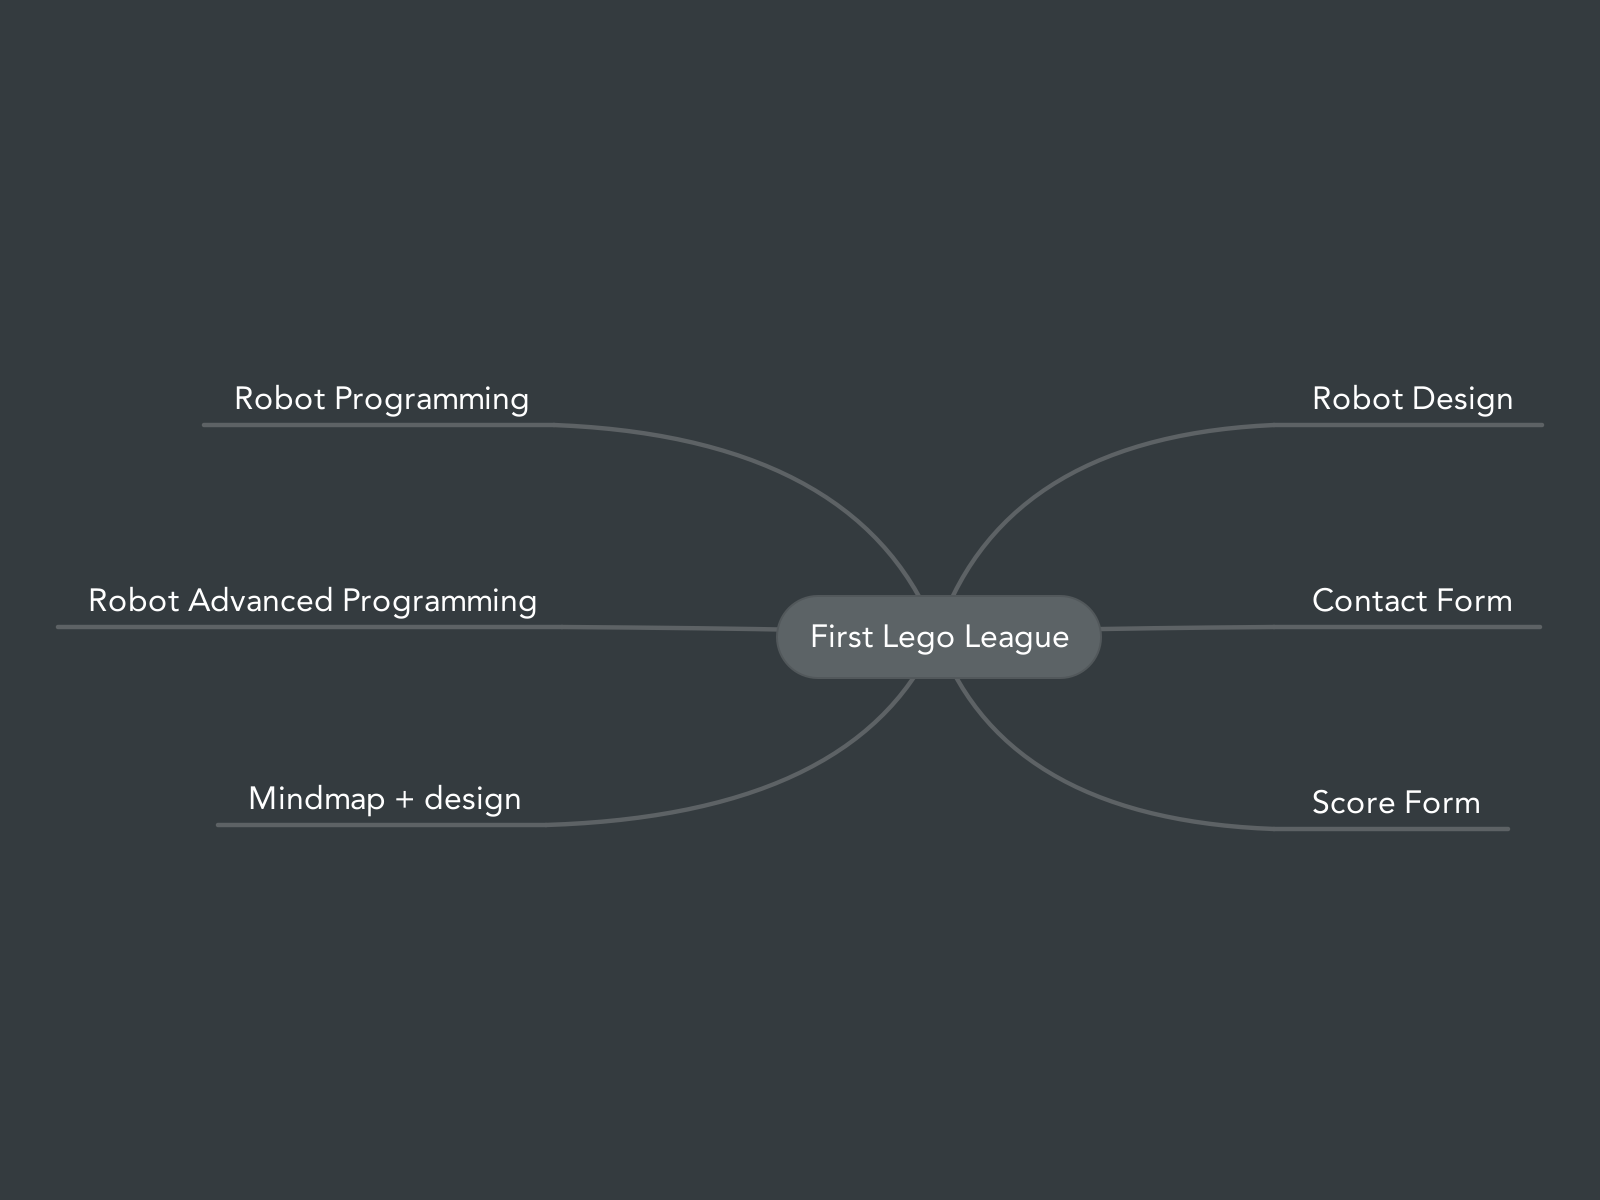 Robot Programming
Robot Design
Robot Advanced Programming
Contact Form
First Lego League
Mindmap + design
Score Form